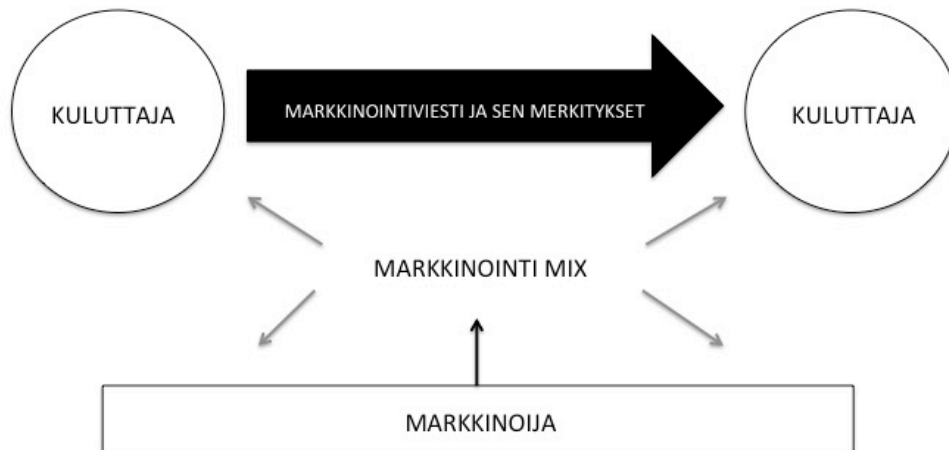 KULUTTAJA
MARKKINOINTIVIESTI JA SEN MERKITYKSET
KULUTTAJA
MARKKINOINTI MIX
MARKKINOIJA